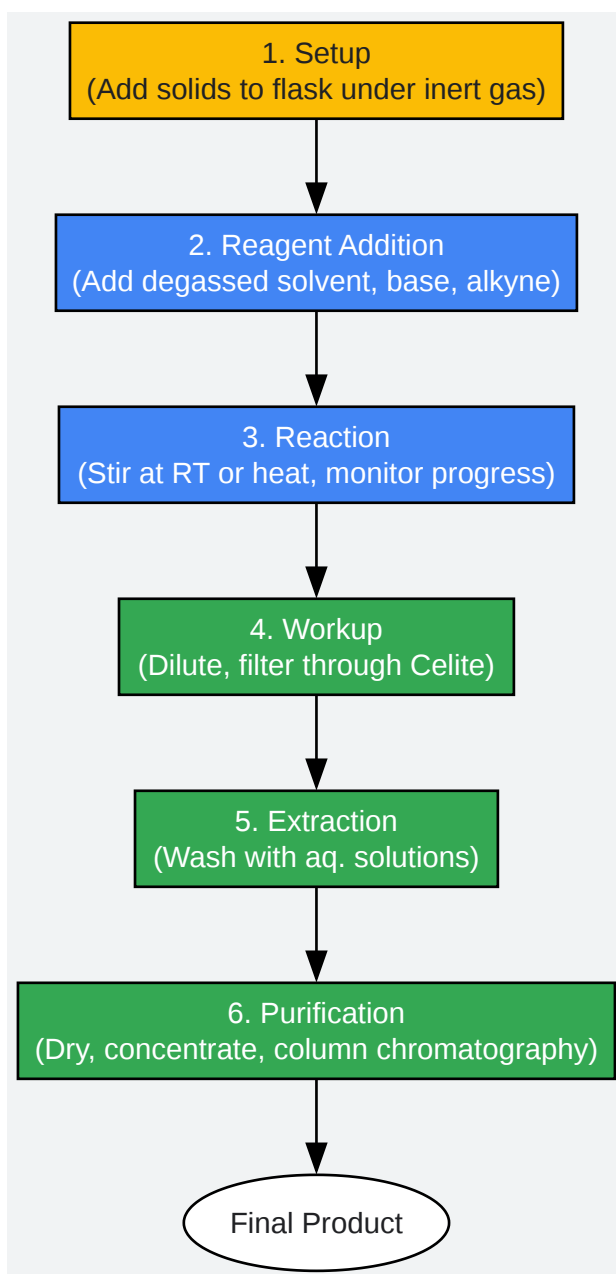 1. Setup
(Add solids to flask under inert gas)
2. Reagent Addition
(Add degassed solvent, base, alkyne)
3. Reaction
(Stir at RT or heat, monitor progress)
4. Workup
(Dilute, filter through Celite)
5. Extraction
(Wash with aq. solutions)
6. Purification
(Dry, concentrate, column chromatography)
Final Product